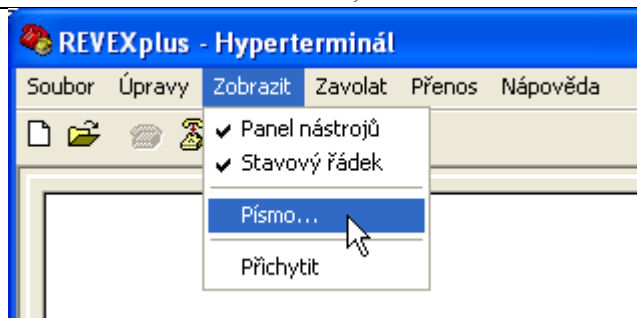 REVEXplus - Hyperterminál
Soubor Úpravy Zobrazit Zavolat Přenos Nápověda
Panel nástrojů
Stavový řádek
Písmo...
Přichytit